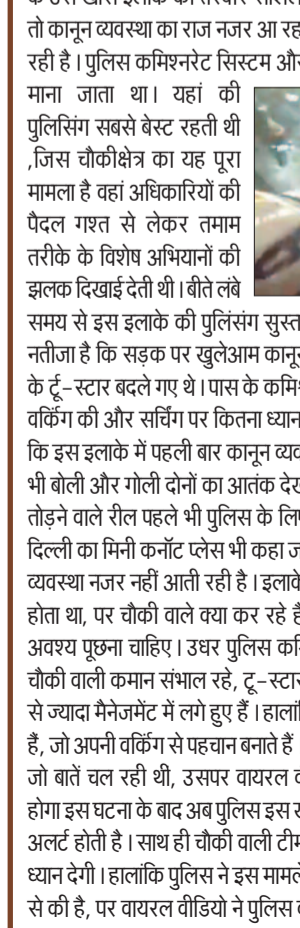 तो कानून व्यवस्था का राज नजर आ
रही है। पुलिस कमिश्नरेट सिस्टम और
माना जाता था। यहां की
पुलिसिंग सबसे बेस्ट रहती थी
,जिस चौकीक्षेत्र का यह पूरा
मामला है वहां अधिकारियों की
पैदल गश्त से लेकर तमाम
तरीके के विशेष अभियानों की
झलक दिखाई देती थी।बीते लंबे
समय से इस इलाके की पुलिंसंग सुस्त
नतीजा है कि सड़क पर खुलेआम
के टू-स्टार बदले गए थे।पास के
वर्किंग की और सर्चिंग पर कितना ध्यान
कि इस इलाके में पहली बार कानून
भी बोली और गोली दोनों का आतंक
तोड़ने वाले रील पहले भी पुलिस के
दिल्ली का मिनी कनॉट प्लेस भी कहा
व्यवस्था नजर नहीं आती रही है।इलाके
होता था, पर चौकी वाले क्या कर रहे
अवश्य पूछना चाहिए। उधर पुलिस
चौकी वाली कमान संभाल रहे, टू-स्टार
से ज्यादा मैनेजमेंट में लगे हुए हैं।
हैं, जो अपनी वर्किंग से पहचान बनाते हैं
जो बातें चल रही थीं, उसपर वायरल
होगा इस घटना के बाद अब पुलिस इस
अलर्ट होती है। साथ ही चौकी वाली टीम
ध्यान देगी। हालांकि पुलिस ने इस
से की है, पर वायरल वीडियो ने पुलिस